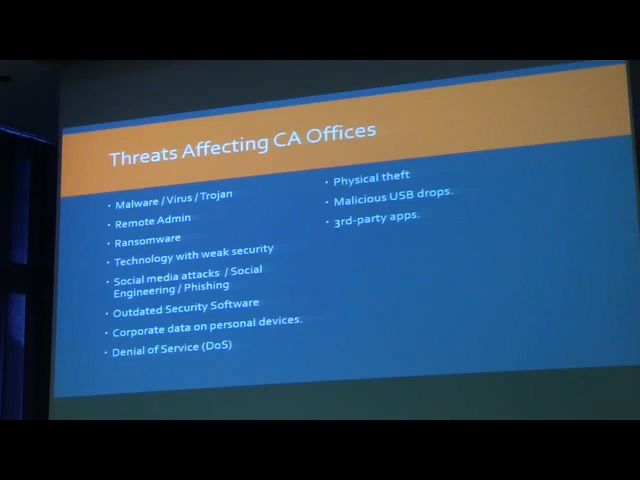 Threats Affecting CA Offices
· Malware / Virus / Trojan
· Remote Admin
· Ransomware
· Technology with weak security
· Social media attacks / Social
Engineering / Phishing
· Outdated Security Software
· Corporate data on personal devices.
· Denial of Service (DoS)
· Physical theft
· Malicious USB drops.
· 3rd-party apps.